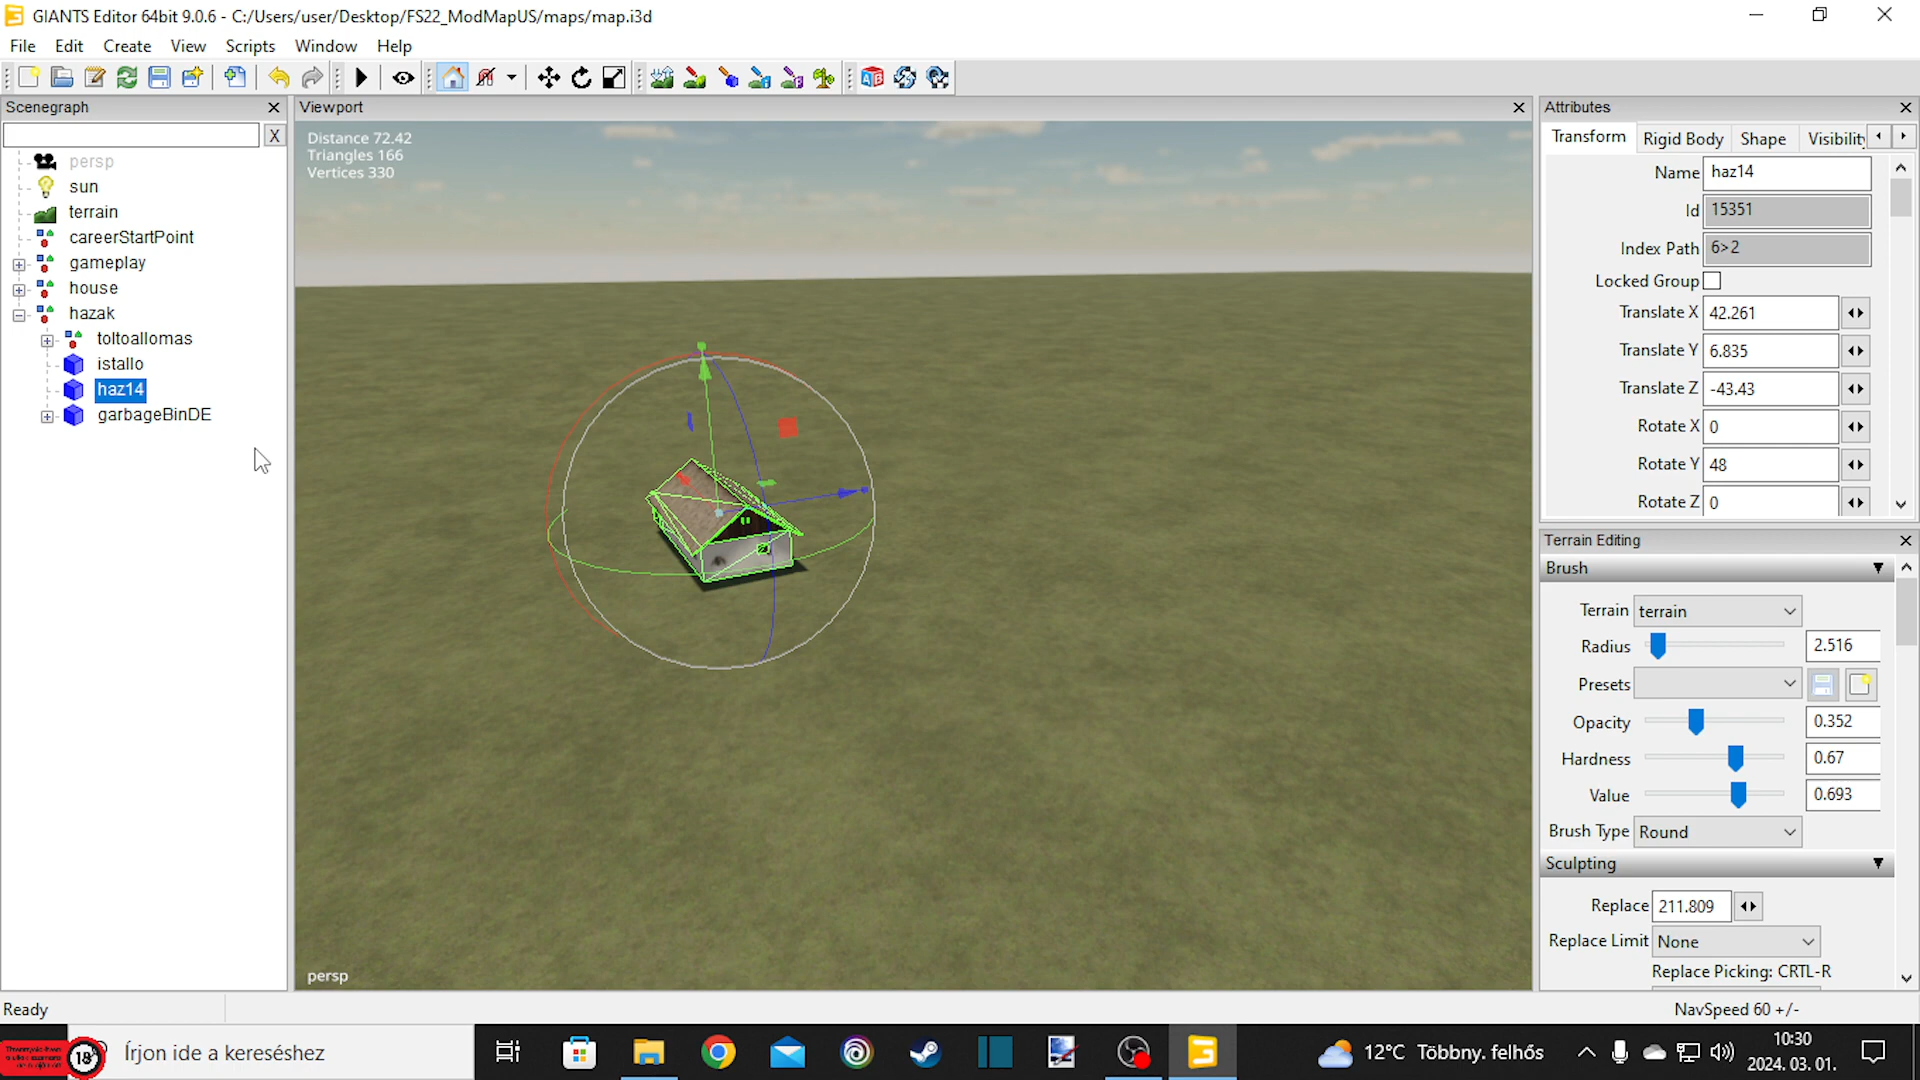 GIANTS Editor 64bit 9.0.6 - C:/Users/user/Desktop/FS22_ModMapUS/maps/map.i3d
File Edit Create View Scripts Window Help
Scenegraph
X
persp
sun
terrain
careerStartPoint
gameplay
house
hazak
toltoallomas
istallo
haz14
garbageBinDE
Viewport
Distance 72.42
Triangles 166
Vertices 330
persp
Attributes
Transform Rigid Body Shape Visibility
Name haz14
Id 15351
Index Path 6>2
Locked Group
Translate X 42.261
Translate Y 6.835
Translate Z -43.43
Rotate X 0
Rotate Y 48
Rotate Z 0
Terrain Editing
Brush
Terrain terrain
Radius 2.516
Presets
Opacity 0.352
Hardness 0.67
Value 0.693
Brush Type Round
Sculpting
Replace 211.809
Replace Limit None
Replace Picking: CRTL-R
Ready
NavSpeed 60 +/-
18
Írjon ide a kereséshez
12°C Többny. felhős
10:30
2024. 03. 01.